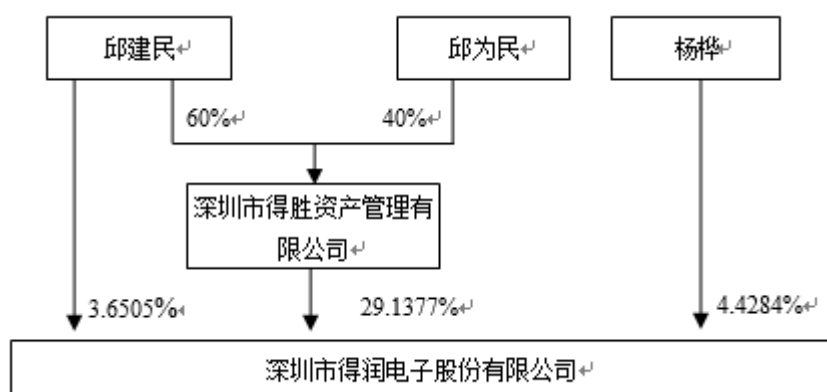 邱建民
邱为民
杨桦
60%
40%
深圳市得胜资产管理有
限公司
3.6505%
29.1377%
4.4284%
深圳市得润电子股份有限公司